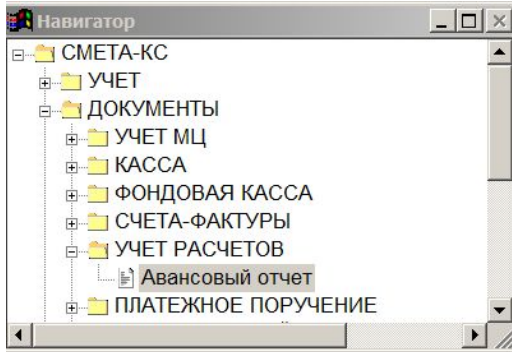 Навигатор
СМЕТА-КС
УЧЕТ
ДОКУМЕНТЫ
УЧЕТ МЦ
КАССА
ФОНДОВАЯ КАССА
СЧЕТА-ФАКТУРЫ
УЧЕТ РАСЧЕТОВ
Авансовый отчет
ПЛАТЕЖНОЕ ПОРУЧЕНИЕ